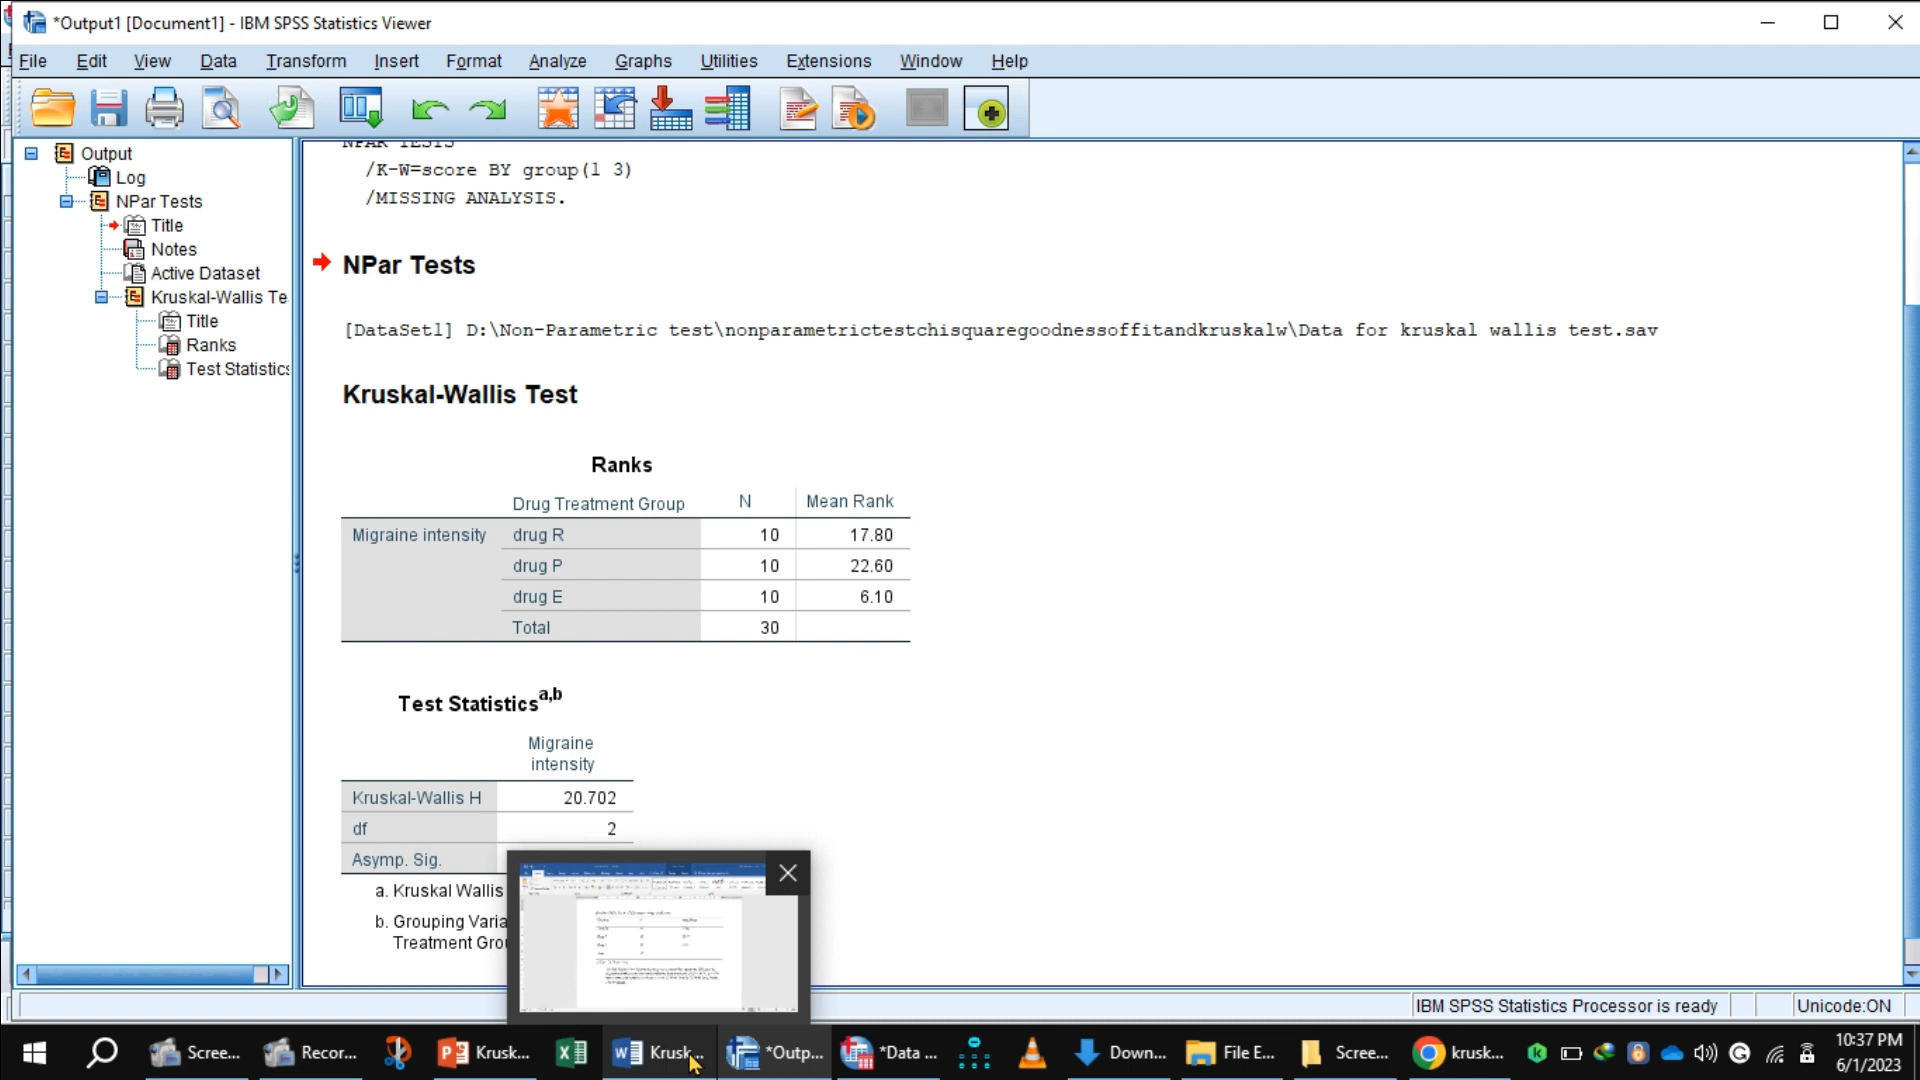 *Output1 [Document1] - IBM SPSS Statistics Viewer
File Edit View Data Transform Insert Format Analyze Graphs Utilities Extensions Window Help
Output
Log
NPar Tests
Title
Notes
Active Dataset
Kruskal-Wallis Te
Title
Ranks
Test Statistics
NPAR TESTS
/K-W=score BY group(1 3)
/MISSING ANALYSIS.
NPar Tests
[DataSet1] D:\Non-Parametric test\nonparametrictestchisquaregoodnessoffitandkruskalw\Data for kruskal wallis test.sav
Kruskal-Wallis Test
Ranks
Drug Treatment Group N Mean Rank
Migraine intensity drug R 10 17.80
drug P 10 22.60
drug E 10 6.10
Total 30
Test Statistics a,b
Migraine
intensity
Kruskal-Wallis H 20.702
df 2
Asymp. Sig.
a. Kruskal Wallis
b. Grouping Varia
Treatment Grou
IBM SPSS Statistics Processor is ready Unicode:ON
Scree... Recor... Krusk... Krusk... *Outp... *Data ... Down... File E... Scree... krusk... 10:37 PM
6/1/2023